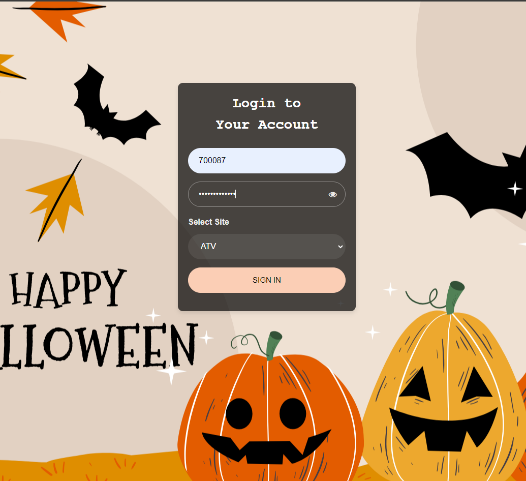 Login to
Your Account
700087
Select Site
ATV
SIGN IN
HAPPY
LLOWEEN